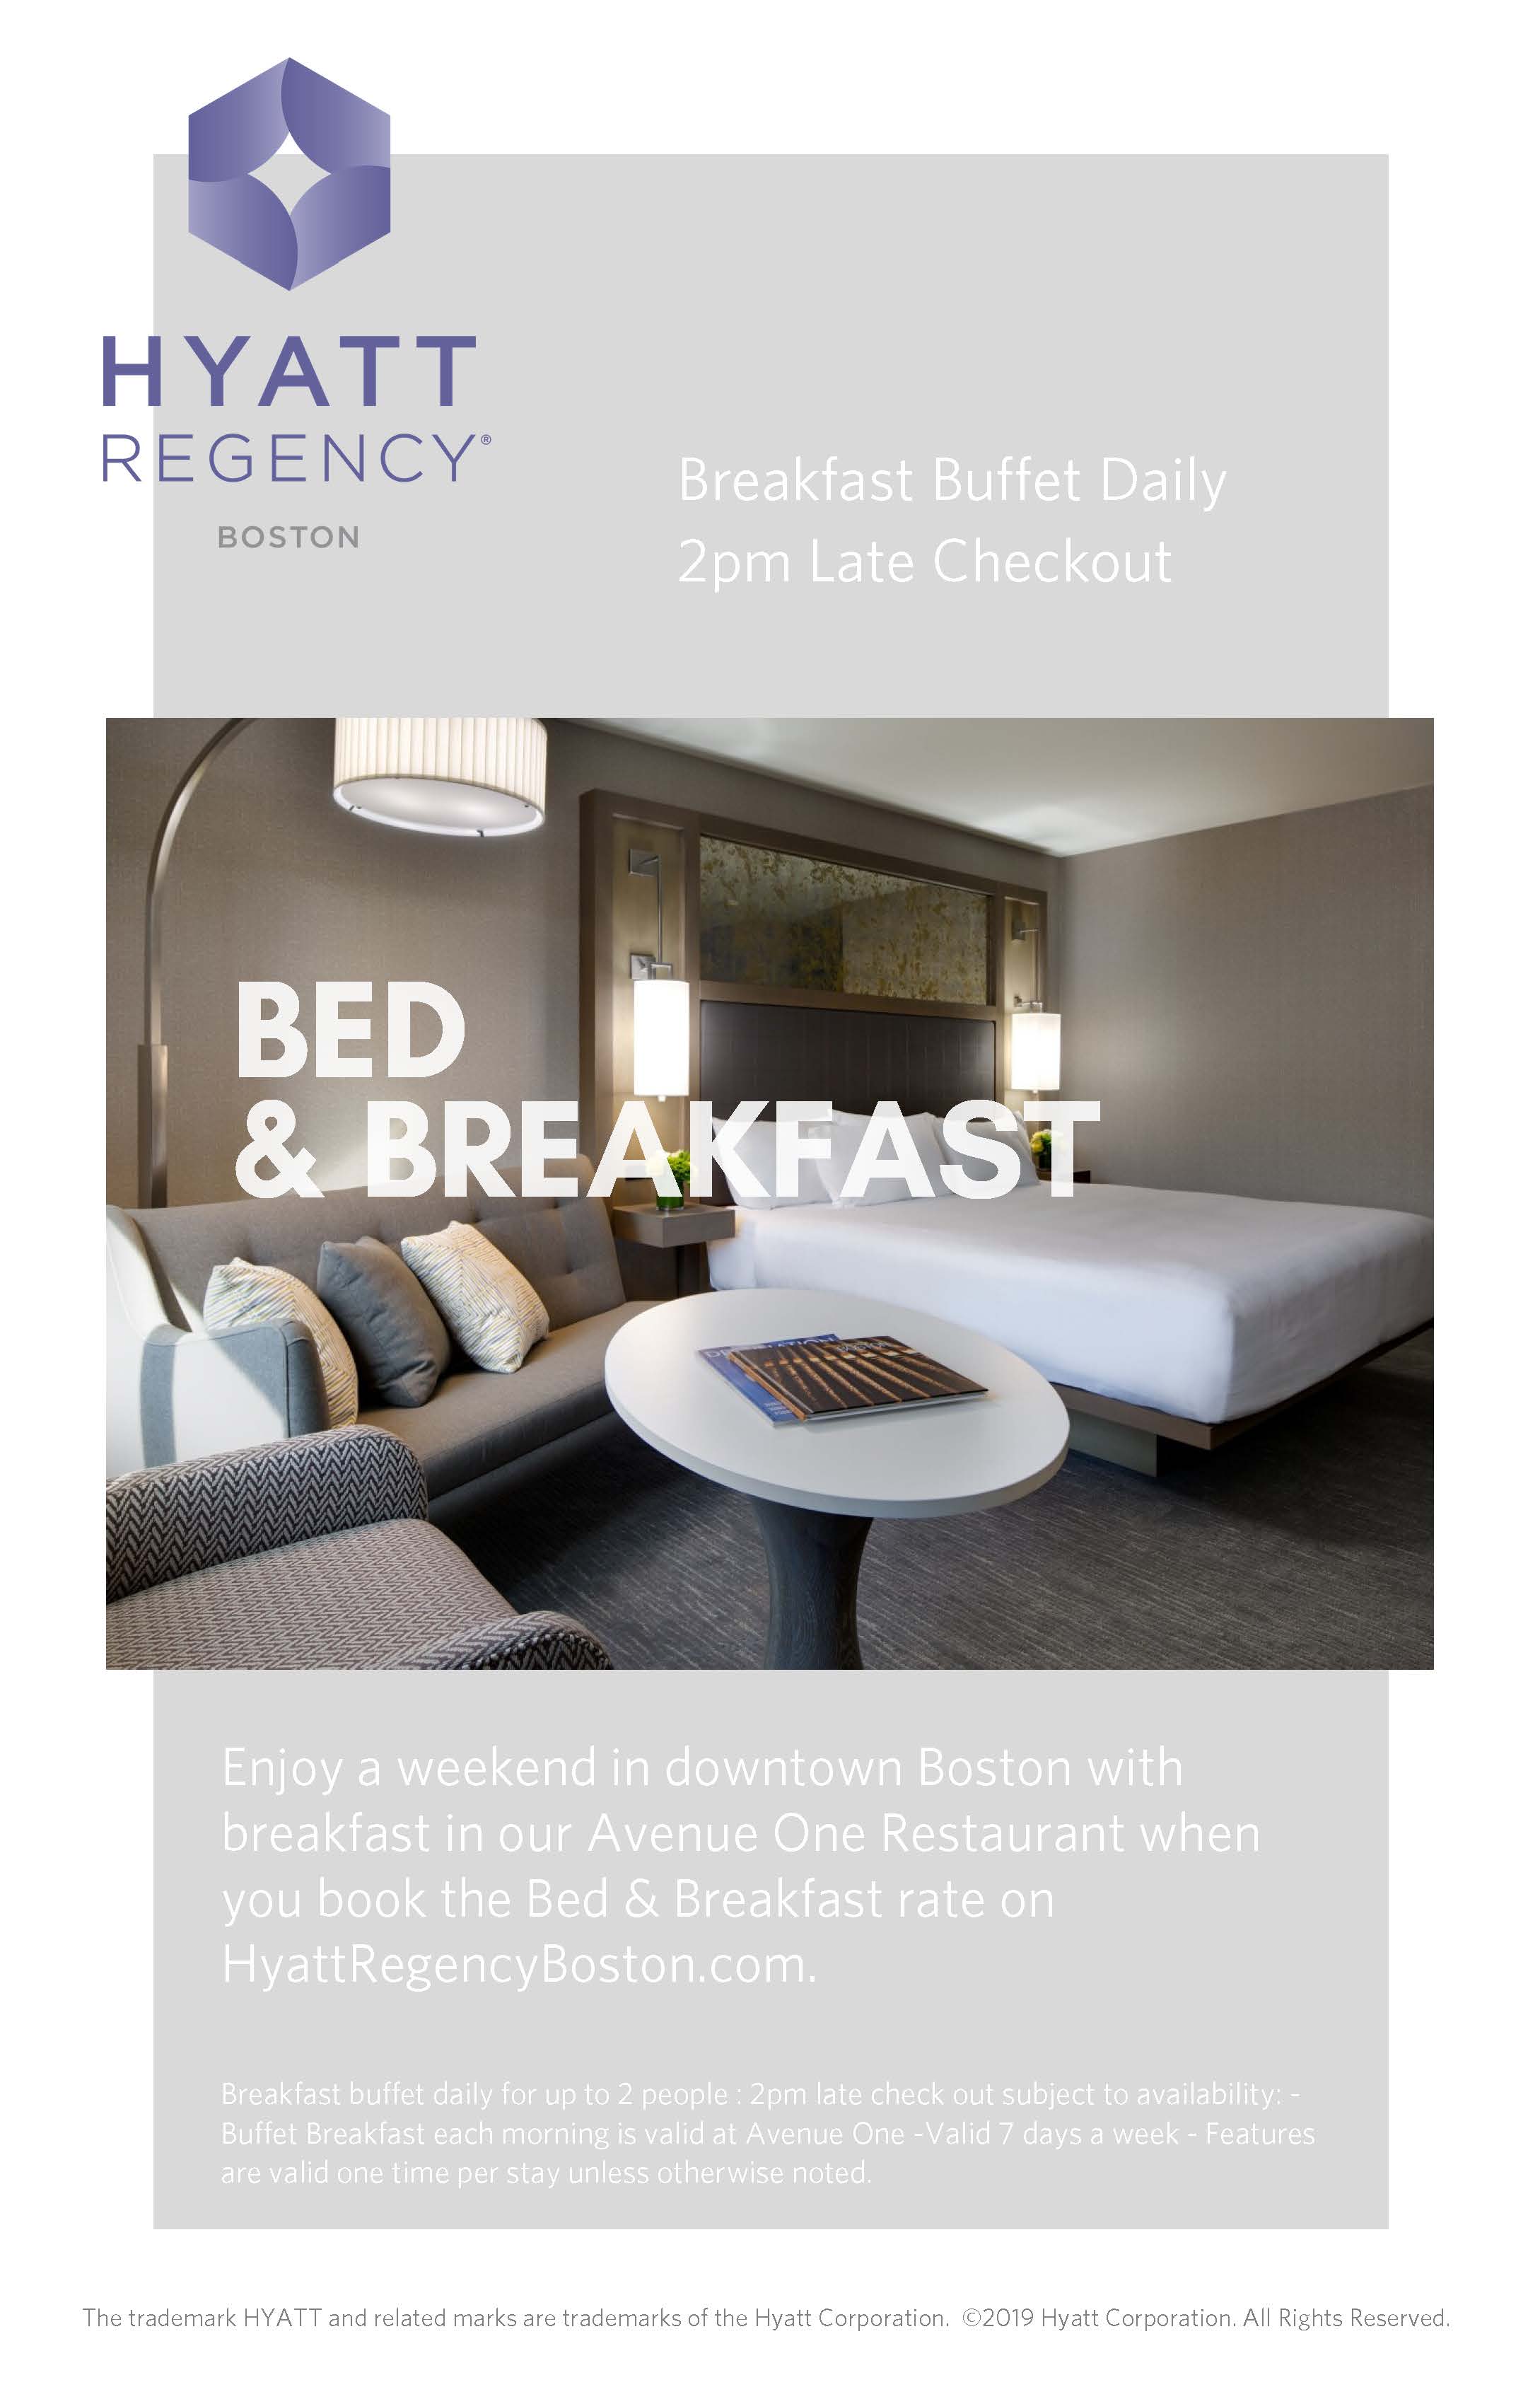 HYATT
REGENCY®
BOSTON
Breakfast Buffet Daily
2pm Late Checkout
BED
& BREAKFAST
Enjoy a weekend in downtown Boston with
breakfast in our Avenue One Restaurant when
you book the Bed & Breakfast rate on
HyattRegencyBoston.com.
Breakfast buffet daily for up to 2 people : 2pm late check out subject to availability: -
Buffet Breakfast each morning is valid at Avenue One -Valid 7 days a week - Features
are valid one time per stay unless otherwise noted.
The trademark HYATT and related marks are trademarks of the Hyatt Corporation. ©2019 Hyatt Corporation. All Rights Reserved.